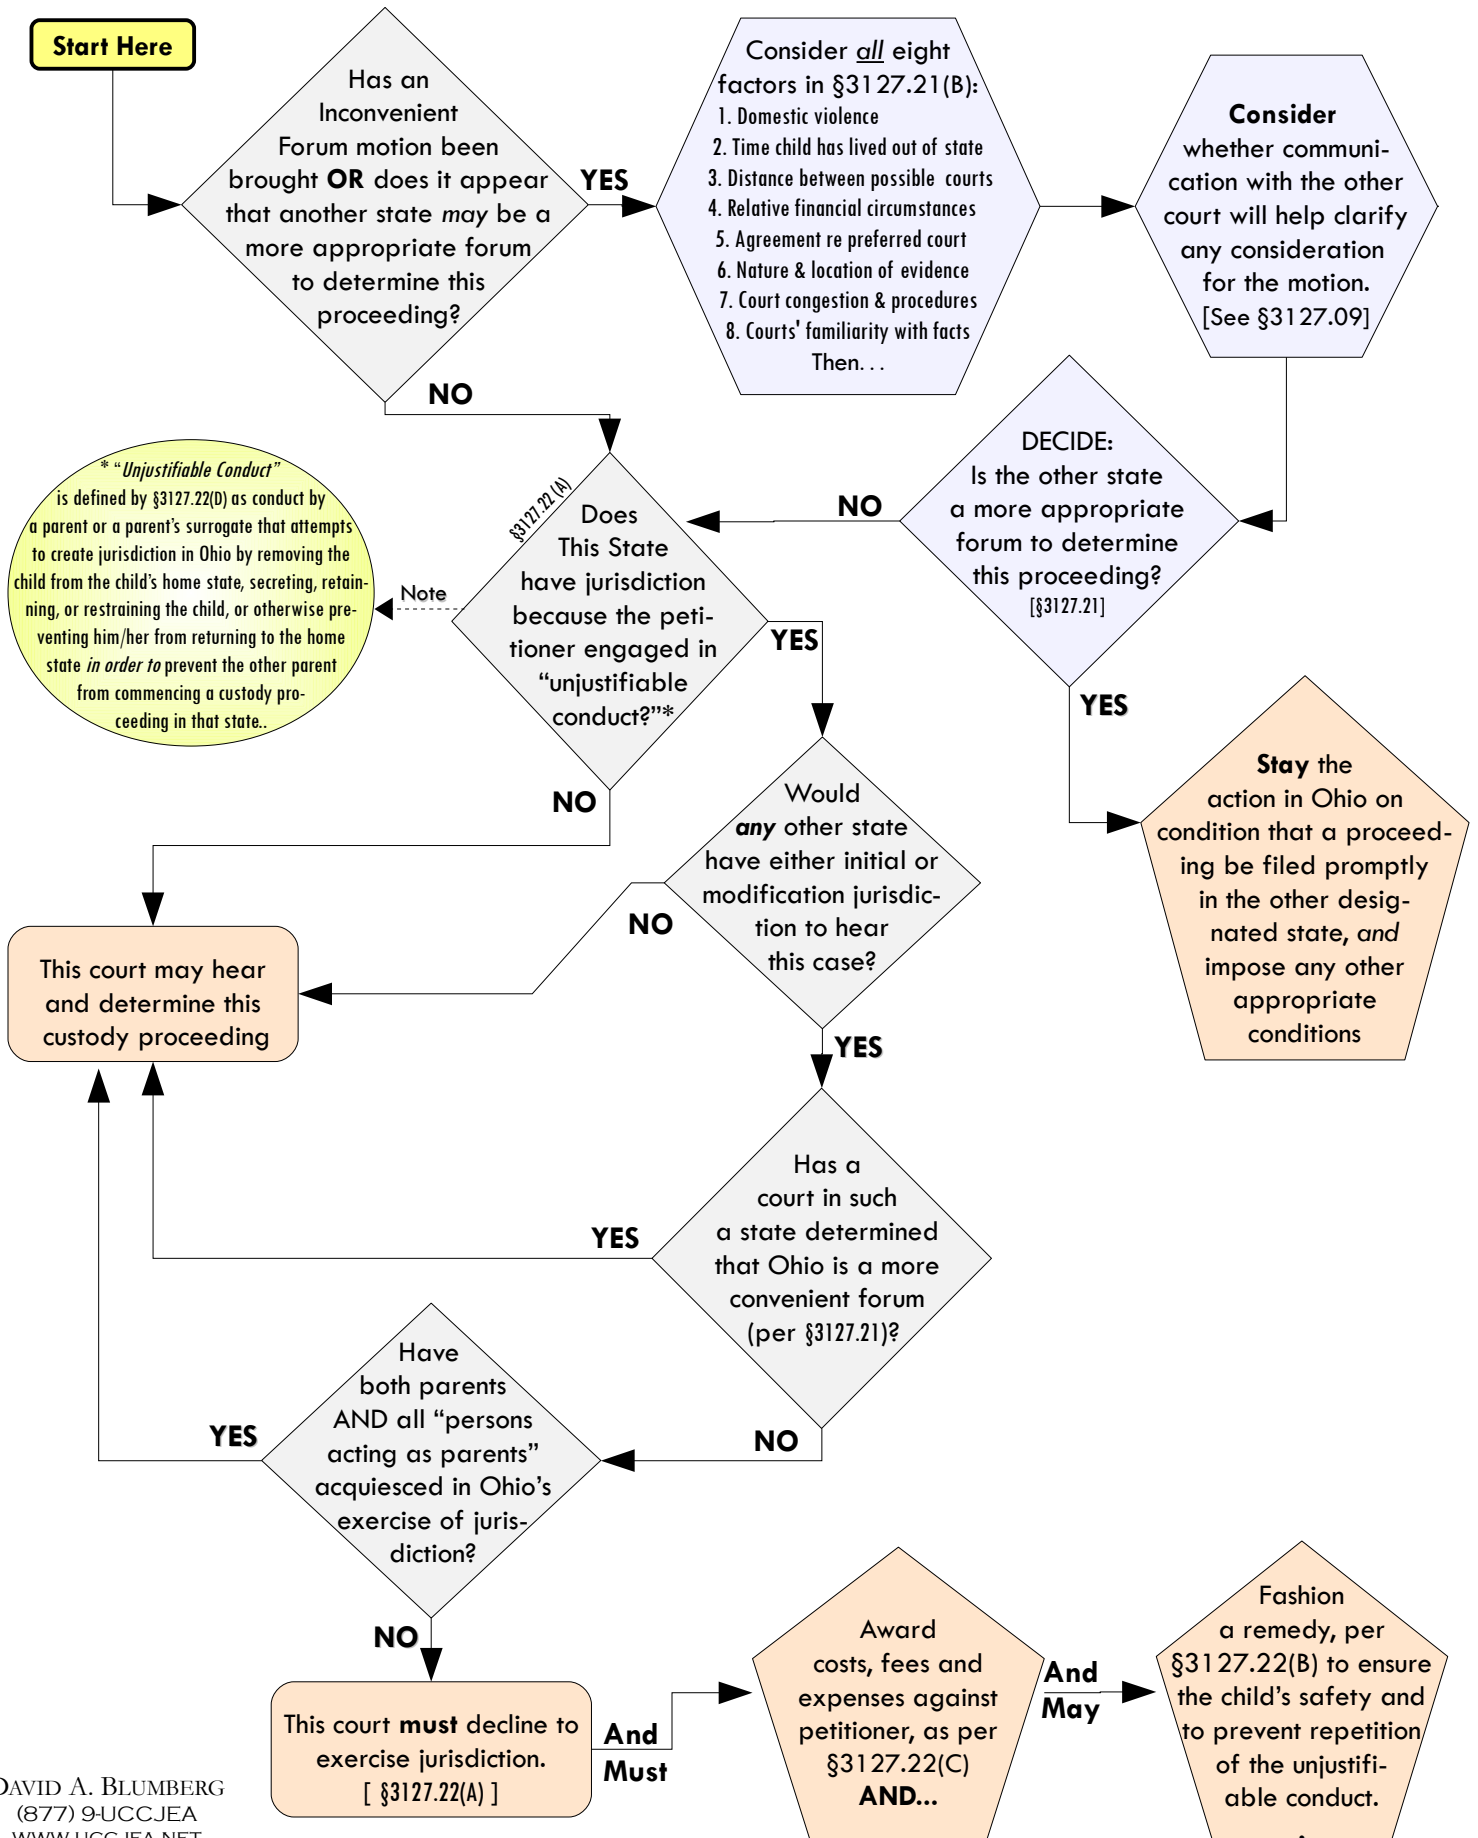 Start Here
Has an
Inconvenient
Forum motion been
brought OR does it appear
that another state may be a
more appropriate forum
to determine this
proceeding?
YES
Consider all eight
factors in §3127.21(B):
1. Domestic violence
2. Time child has lived out of state
3. Distance between possible courts
4. Relative financial circumstances
5. Agreement re preferred court
6. Nature & location of evidence
7. Court congestion & procedures
8. Courts' familiarity with facts
Then...
Consider
whether communi-
cation with the other
court will help clarify
any consideration
for the motion.
[See §3127.09]
NO
DECIDE:
Is the other state
a more appropriate
forum to determine
this proceeding?
[§3127.21]
NO
YES
Stay the
action in Ohio on
condition that a proceed-
ing be filed promptly
in the other desig-
nated state, and
impose any other
appropriate
conditions
§3127.22 (A)
Does
This State
have jurisdiction
because the peti-
tioner engaged in
“unjustifiable
conduct?”*
Note
* “Unjustifiable Conduct”
is defined by §3127.22(D) as conduct by
a parent or a parent’s surrogate that attempts
to create jurisdiction in Ohio by removing the
child from the child’s home state, secreting, retain-
ning, or restraining the child, or otherwise pre-
venting him/her from returning to the home
state in order to prevent the other parent
from commencing a custody pro-
ceeding in that state..
YES
NO
Would
any other state
have either initial or
modification jurisdic-
tion to hear
this case?
NO
YES
This court may hear
and determine this
custody proceeding
Has a
court in such
a state determined
that Ohio is a more
convenient forum
(per §3127.21)?
YES
NO
Have
both parents
AND all “persons
acting as parents”
acquiesced in Ohio’s
exercise of juris-
diction?
YES
NO
This court must decline to
exercise jurisdiction.
[ §3127.22(A) ]
And
Must
Award
costs, fees and
expenses against
petitioner, as per
§3127.22(C)
AND...
And
May
Fashion
a remedy, per
§3127.22(B) to ensure
the child’s safety and
to prevent repetition
of the unjustifi-
able conduct.
DAVID A. BLUMBERG
(877) 9-UCCJEA
WWW.UCCJEA.NET